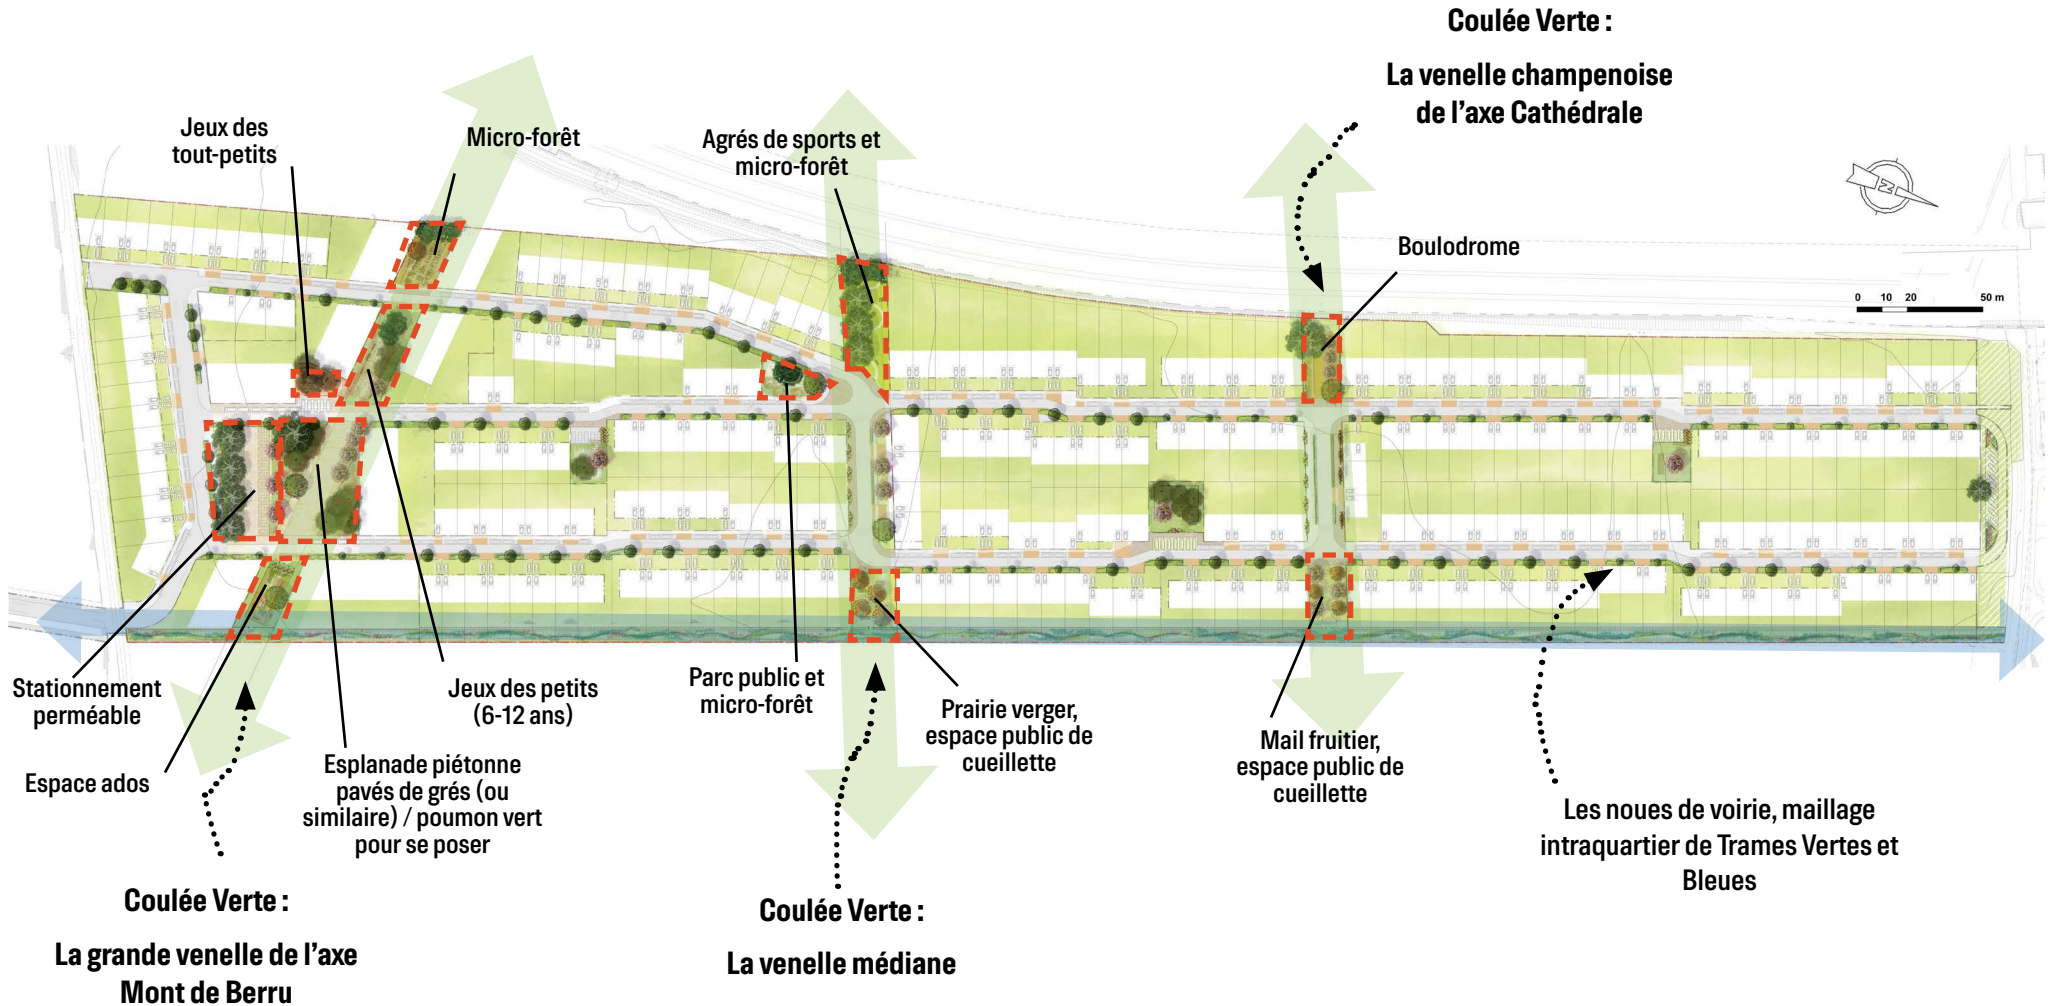 Coulée Verte :
La venelle champenoise
de l'axe Cathédrale
Jeux des
tout-petits
Micro-forêt
Agrés de sports et
micro-forêt
Boulodrome
N
0 10 20 50 m
Stationnement
perméable
Espace ados
Jeux des petits
(6-12 ans)
Esplanade piétonne
pavés de grés (ou
similaire) / poumon vert
pour se poser
Parc public et
micro-forêt
Prairie verger,
espace public de
cueillette
Mail fruitier,
espace public de
cueillette
Les noues de voirie, maillage
intraquartier de Trames Vertes et
Bleues
Coulée Verte :
La grande venelle de l'axe
Mont de Berru
Coulée Verte :
La venelle médiane